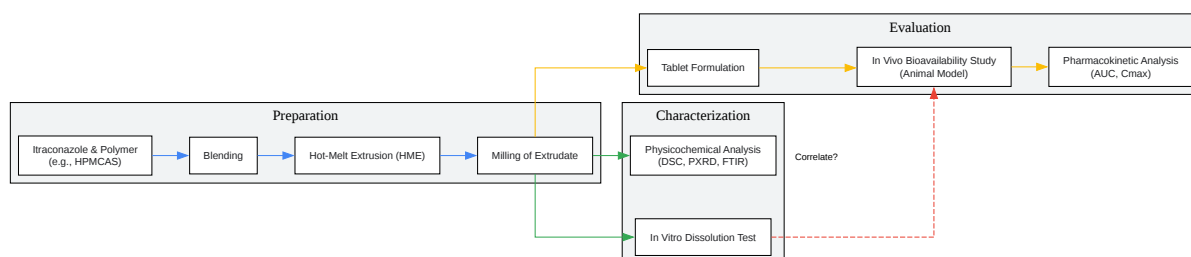 Evaluation
Tablet Formulation
In Vivo Bioavailability Study
(Animal Model)
Pharmacokinetic Analysis
(AUC, Cmax)
Preparation
Characterization
Itraconazole & Polymer
(e.g., HPMCAS)
Blending
Hot-Melt Extrusion (HME)
Milling of Extrudate
Physicochemical Analysis
(DSC, PXRD, FTIR)
Correlate?
In Vitro Dissolution Test